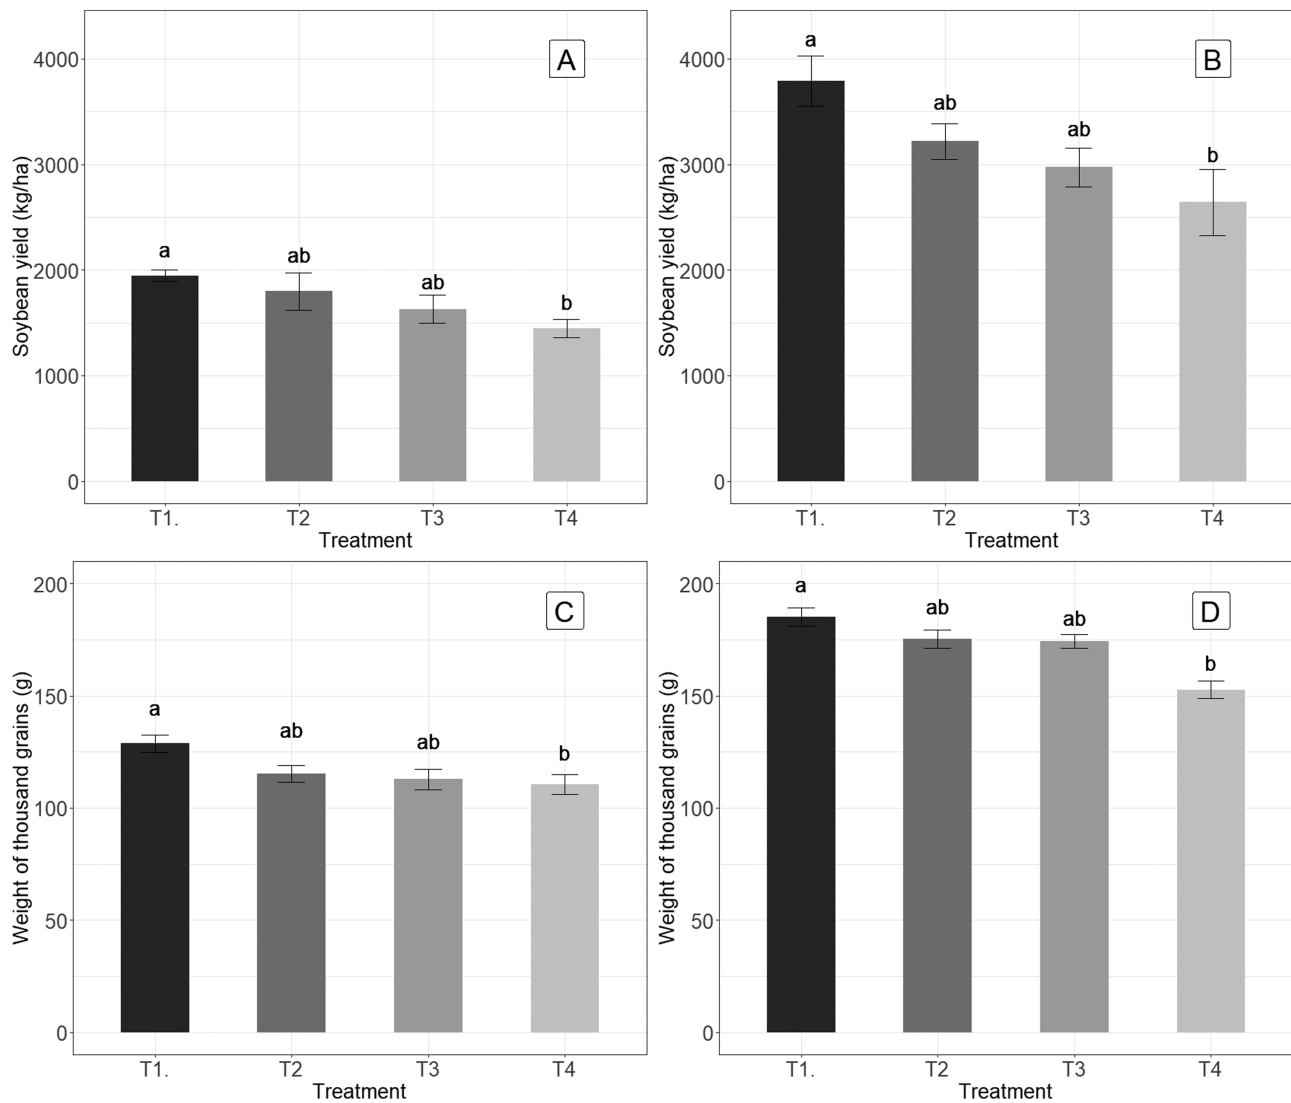 A
Soybean yield (kg/ha)
4000
3000
2000
1000
0
a
ab
ab
b
T1.
T2
T3
T4
Treatment
B
Soybean yield (kg/ha)
4000
3000
2000
1000
0
a
ab
ab
b
T1.
T2
T3
T4
Treatment
C
Weight of thousand grains (g)
200
150
100
50
0
a
ab
ab
b
T1.
T2
T3
T4
Treatment
D
Weight of thousand grains (g)
200
150
100
50
0
a
ab
ab
b
T1.
T2
T3
T4
Treatment